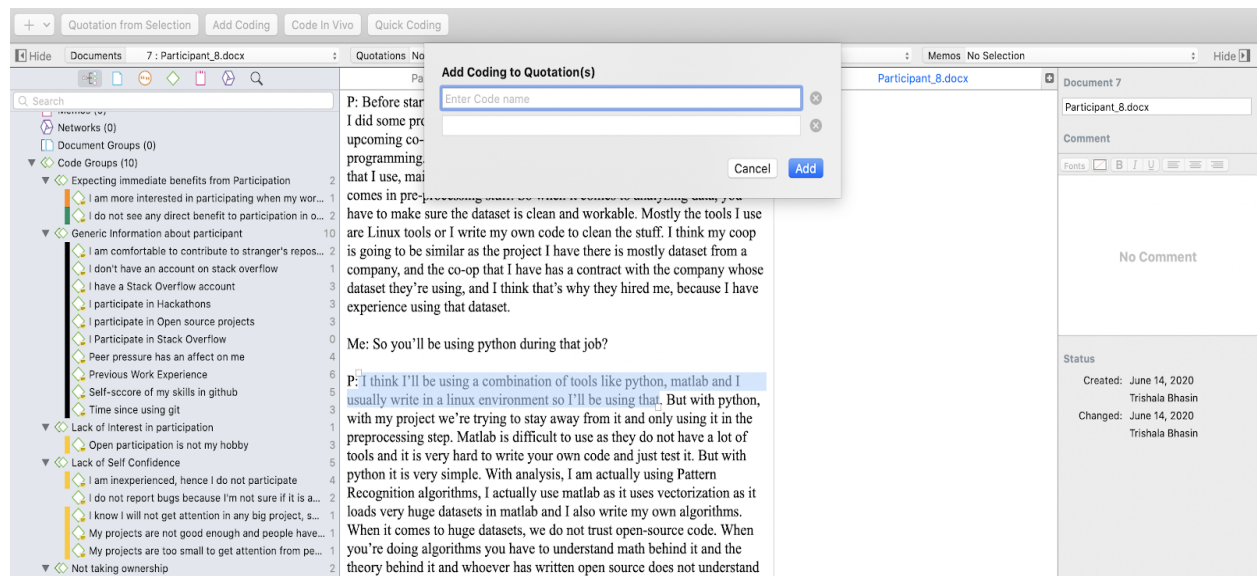 Quotation from Selection
Add Coding
Code In Vivo
Quick Coding
Hide
Documents
7 : Participant_8.docx
Quotations No
Memos No Selection
Hide
Search
Networks (0)
Document Groups (0)
Code Groups (10)
Expecting immediate benefits from Participation 2
I am more interested in participating when my wor... 1
I do not see any direct benefit to participation in o... 2
Generic Information about participant 10
I am comfortable to contribute to stranger's repos... 2
I don't have an account on stack overflow 1
I have a Stack Overflow account 3
I participate in Hackathons 3
I participate in Open source projects 3
I Participate in Stack Overflow 0
Peer pressure has an affect on me 4
Previous Work Experience 6
Self-sccore of my skills in github 5
Time since using git 3
Lack of Interest in participation 1
Open participation is not my hobby 3
Lack of Self Confidence 5
I am inexperienced, hence I do not participate 4
I do not report bugs because I'm not sure if it is a... 2
I know I will not get attention in any big project, s... 1
My projects are not good enough and people have... 1
My projects are too small to get attention from pe... 1
Not taking ownership 2
Pa
P: Before star
I did some pro
upcoming co-
programming.
that I use, mai
have to make sure the dataset is clean and workable. Mostly the tools I use
are Linux tools or I write my own code to clean the stuff. I think my coop
is going to be similar as the project I have there is mostly dataset from a
company, and the co-op that I have has a contract with the company whose
dataset they're using, and I think that's why they hired me, because I have
experience using that dataset.
Me: So you'll be using python during that job?
P: I think I'll be using a combination of tools like python, matlab and I
usually write in a linux environment so I'll be using that. But with python,
with my project we're trying to stay away from it and only using it in the
preprocessing step. Matlab is difficult to use as they do not have a lot of
tools and it is very hard to write your own code and just test it. But with
python it is very simple. With analysis, I am actually using Pattern
Recognition algorithms, I actually use matlab as it uses vectorization as it
loads very huge datasets in matlab and I also write my own algorithms.
When it comes to huge datasets, we do not trust open-source code. When
you're doing algorithms you have to understand math behind it and the
theory behind it and whoever has written open source does not understand
Add Coding to Quotation(s)
Enter Code name
Cancel
Add
Participant_8.docx
Document 7
Participant_8.docx
Comment
Fonts
B I U
No Comment
Status
Created: June 14, 2020
Trishala Bhasin
Changed: June 14, 2020
Trishala Bhasin